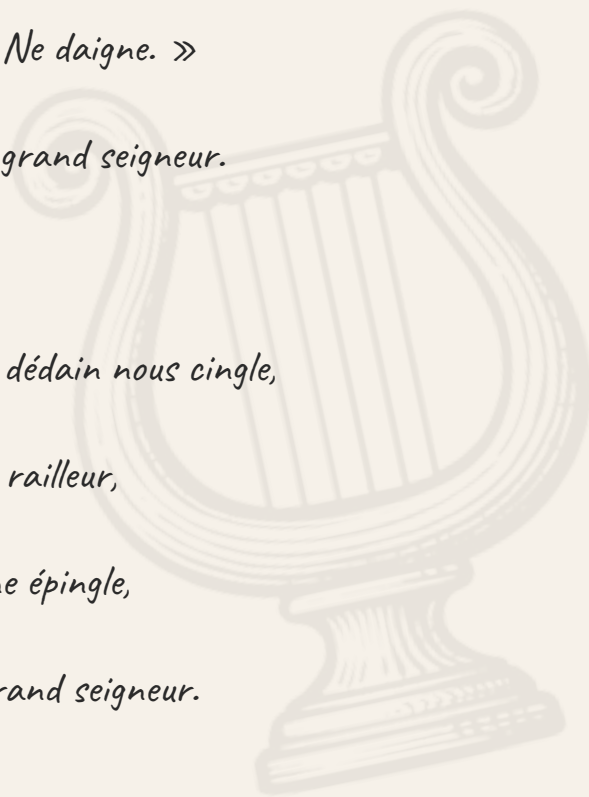 Ne daigne. »
grand seigneur.
dédain nous cingle,
railleur,
e épingle,
rand seigneur.